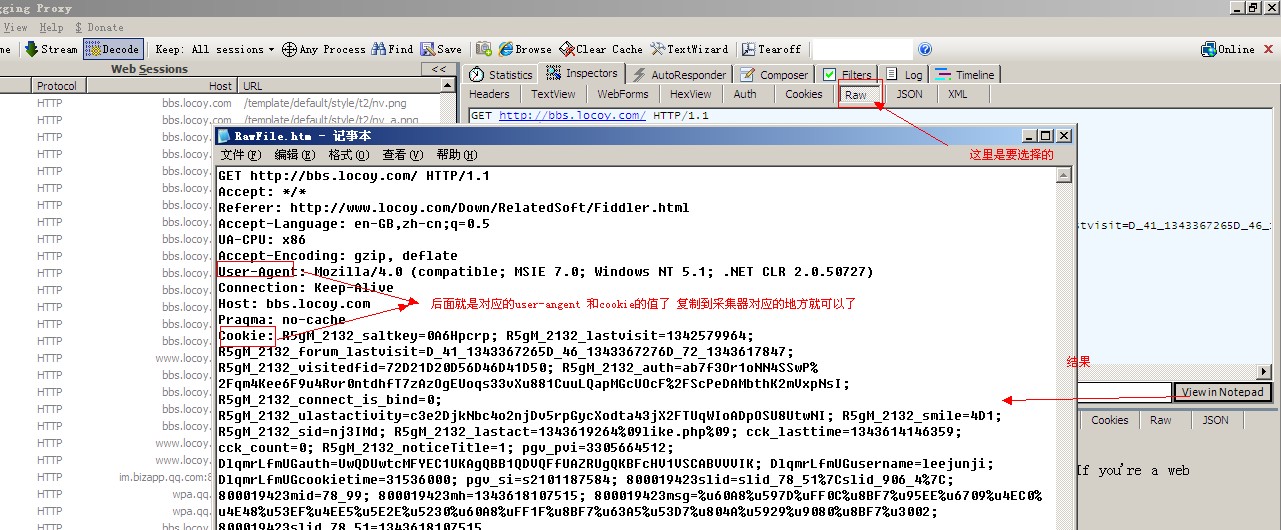 gging Proxy
View Help $ Donate
ne Stream Decode Keep: All sessions Any Process Find Save Browse Clear Cache TextWizard Tearoff Online
Web Sessions <<
Statistics Inspectors AutoResponder Composer Filters Log Timeline
Protocol Host URL
Headers TextView WebForms HexView Auth Cookies Raw JSON XML
HTTP bbs.locoy.com /template/default/style/t2/nv.png
HTTP bbs.locoy.com /template/default/style/t2/nv_a.png
GET http://bbs.locoy.com/ HTTP/1.1
这里是要选择的
RawFile.htm - 记事本
文件(F) 编辑(E) 格式(O) 查看(V) 帮助(H)
GET http://bbs.locoy.com/ HTTP/1.1
Accept: */*
Referer: http://www.locoy.com/Down/RelatedSoft/Fiddler.html
Accept-Language: en-GB,zh-cn;q=0.5
UA-CPU: x86
Accept-Encoding: gzip, deflate
User-Agent: Mozilla/4.0 (compatible; MSIE 7.0; Windows NT 5.1; .NET CLR 2.0.50727)
Connection: Keep-Alive
Host: bbs.locoy.com
Pragma: no-cache
后面就是对应的user-angent 和cookie的值了 复制到采集器对应的地方就可以了
Cookie: R5gM_2132_saltkey=0A6Hpcrp; R5gM_2132_lastvisit=1342579964;
R5gM_2132_forum_lastvisit=D_41_1343367265D_46_1343367276D_72_1343617847;
R5gM_2132_visitedfid=72D21D20D56D46D41D50; R5gM_2132_auth=ab7f3Or1oNN4SSwP%
2Fqm4Kee6F9u4Rvr0ntdhfT7zAzOgEUoqs33vXu881CuuLQapMGcUOcF%2FScPeDAMbthK2mVxpNsI;
R5gM_2132_connect_is_bind=0;
R5gM_2132_ulastactivity=c3e2DjkNbc4o2njDv5rpGycXodta43jX2FTUqWIoADpOSU8UtwNI; R5gM_2132_smile=4D1;
R5gM_2132_sid=nj3IMd; R5gM_2132_lastact=1343619264%09like.php%09; cck_lasttime=1343614146359;
cck_count=0; R5gM_2132_noticeTitle=1; pgv_pvi=3305664512;
DlqmrLfmUGauth=UwQDUwtcMFYEC1UKAgQBB1QDVQFfUAZRUgQKBFcHV1VSCABVVVIK; DlqmrLfmUGusername=leejunji;
DlqmrLfmUGcookietime=31536000; pgv_si=s2101187584; 800019423slid=slid_78_51%7Cslid_906_4%7C;
800019423mid=78_99; 800019423mh=1343618107515; 800019423msg=%u60A8%u597D%uFF0C%u8BF7%u95EE%u6709%u4EC0%
u4E48%u53EF%u4EE5%u5E2E%u5230%u60A8%uFF1F%u8BF7%u63A5%u53D7%u804A%u5929%u9080%u8BF7%u3002;
800019423slid_78_51=1343618107515
HTTP bbs.locoy.
HTTP bbs.locoy.
HTTP bbs.locoy.
HTTP bbs.locoy.
HTTP bbs.locoy.
HTTP bbs.locoy.
HTTP bbs.locoy.
HTTP bbs.locoy.
HTTP bbs.locoy.
HTTP bbs.locoy.
HTTP bbs.locoy.
HTTP bbs.locoy.
HTTP bbs.locoy.
HTTP www.locoy.
HTTP bbs.locoy.
HTTP bbs.locoy.
HTTP bbs.locoy.
HTTP www.locoy.
HTTP www.locoy.
HTTP im.bizapp.qq.com:8
HTTP wpa.qq.
HTTP wpa.qq.
HTTP
tvisit=D_41_1343367265D_46_
结果
View in Notepad
Cookies Raw JSON
If you're a web